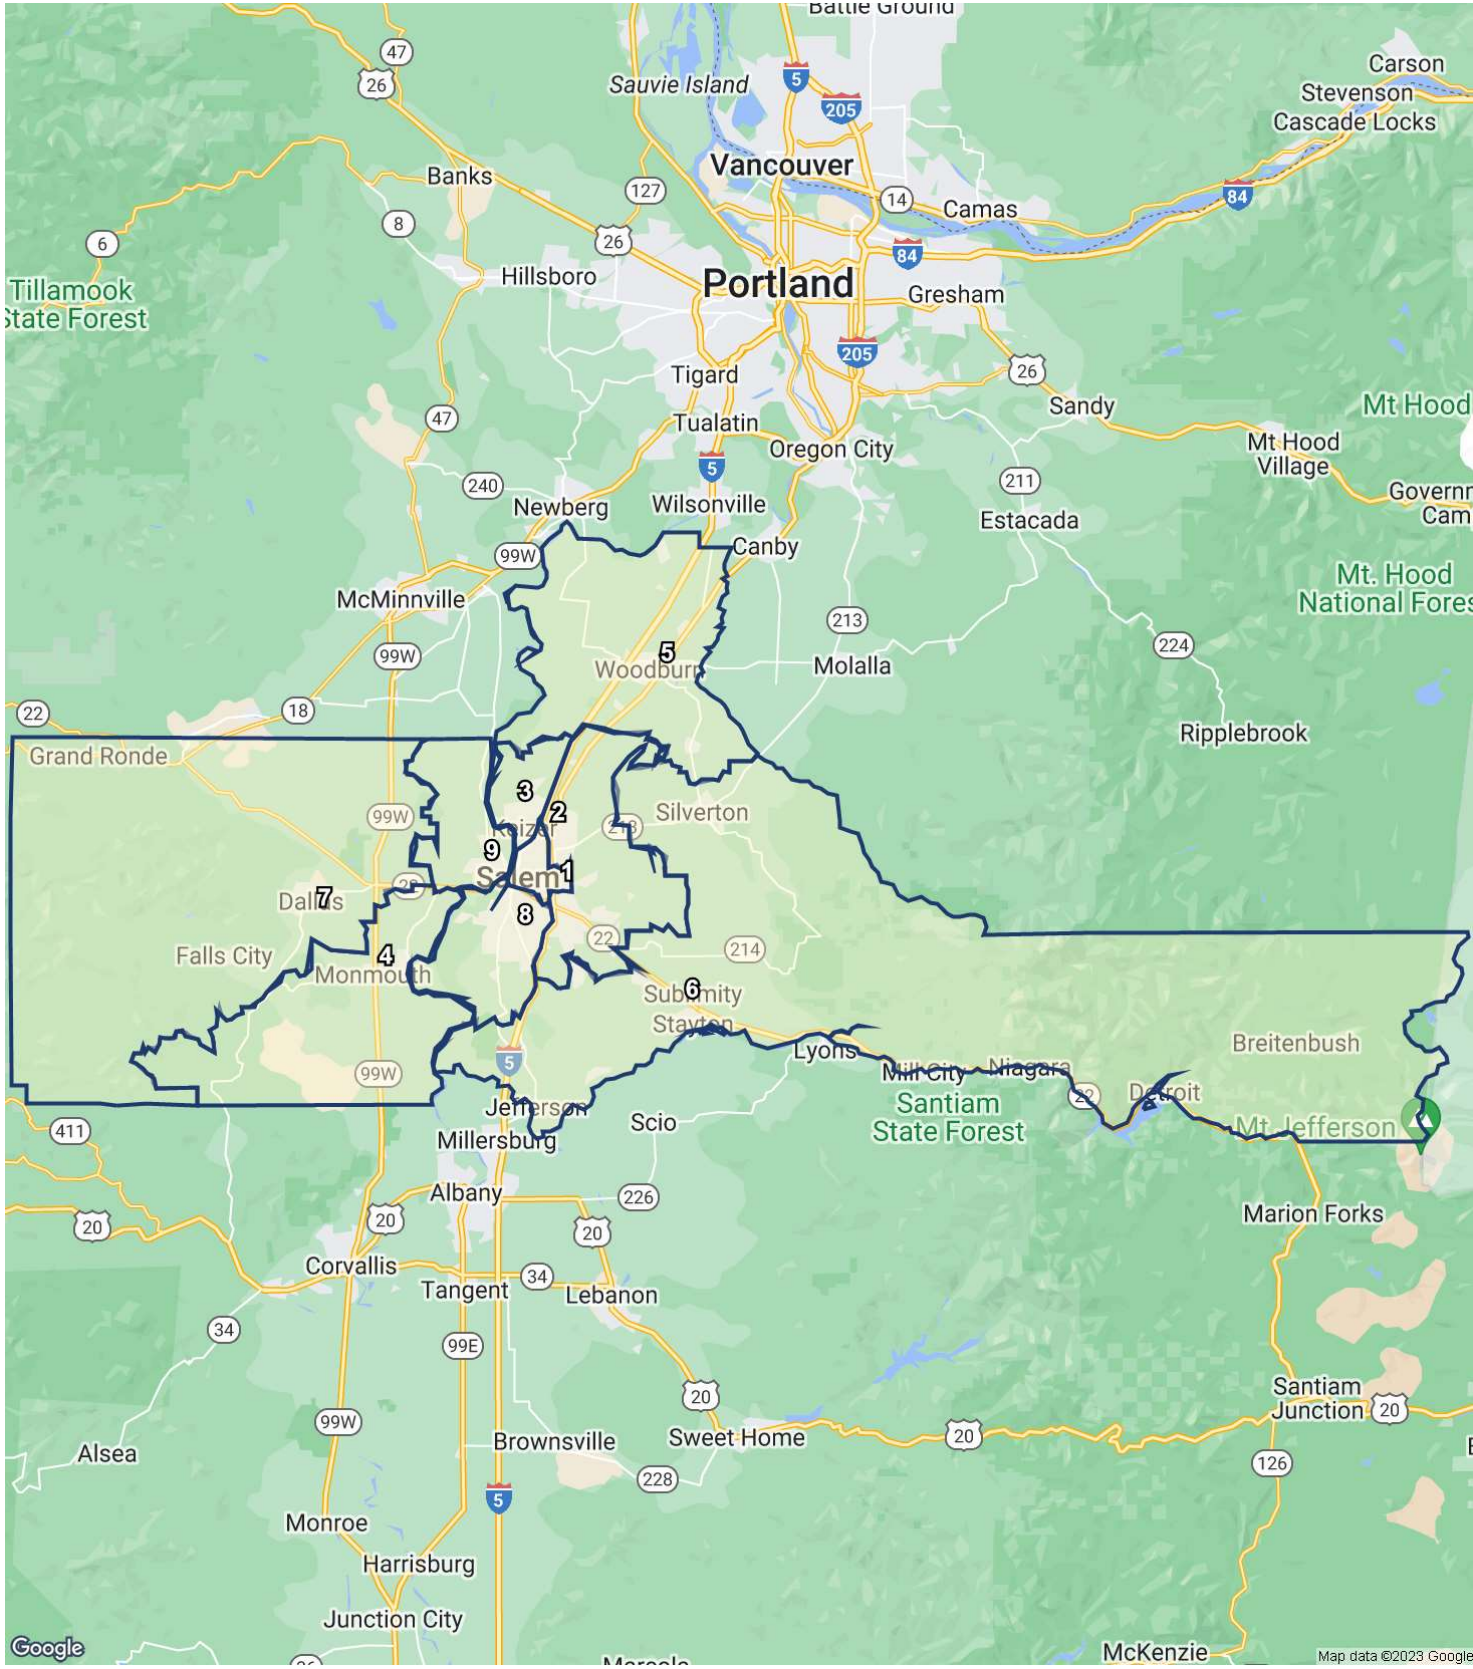 Battle Ground
47
26
Sauvie Island
5
205
Carson
Stevenson
Cascade Locks
Vancouver
Banks
127
14
84
Camas
8
6
26
84
Hillsboro
Portland
Gresham
Tillamook
State Forest
205
26
Tigard
Sandy
Mt Hood
47
Tualatin
Oregon City
Mt Hood
Village
5
240
211
Newberg
Wilsonville
Estacada
Governm
Cam
99W
Canby
McMinnville
Mt. Hood
National Fores
213
224
99W
5
Woodburn
Molalla
22
18
Ripplebrook
Grand Ronde
3
2
99W
Keizer
213
Silverton
9
Salem
1
22
7
Dallas
8
22
214
Falls City
4
Monmouth
6
Sublimity
Stayton
Lyons
Breitenbush
5
99W
Mill City
Niagara
22
Detroit
Jefferson
Santiam
State Forest
Mt. Jefferson
411
Millersburg
Scio
Albany
226
20
20
20
Marion Forks
Corvallis
Tangent
34
Lebanon
34
99E
20
Santiam
Junction
20
99W
Brownsville
Sweet Home
20
Alsea
228
126
5
Monroe
Harrisburg
Junction City
Google
36
Marcola
McKenzie
Map data ©2023 Google